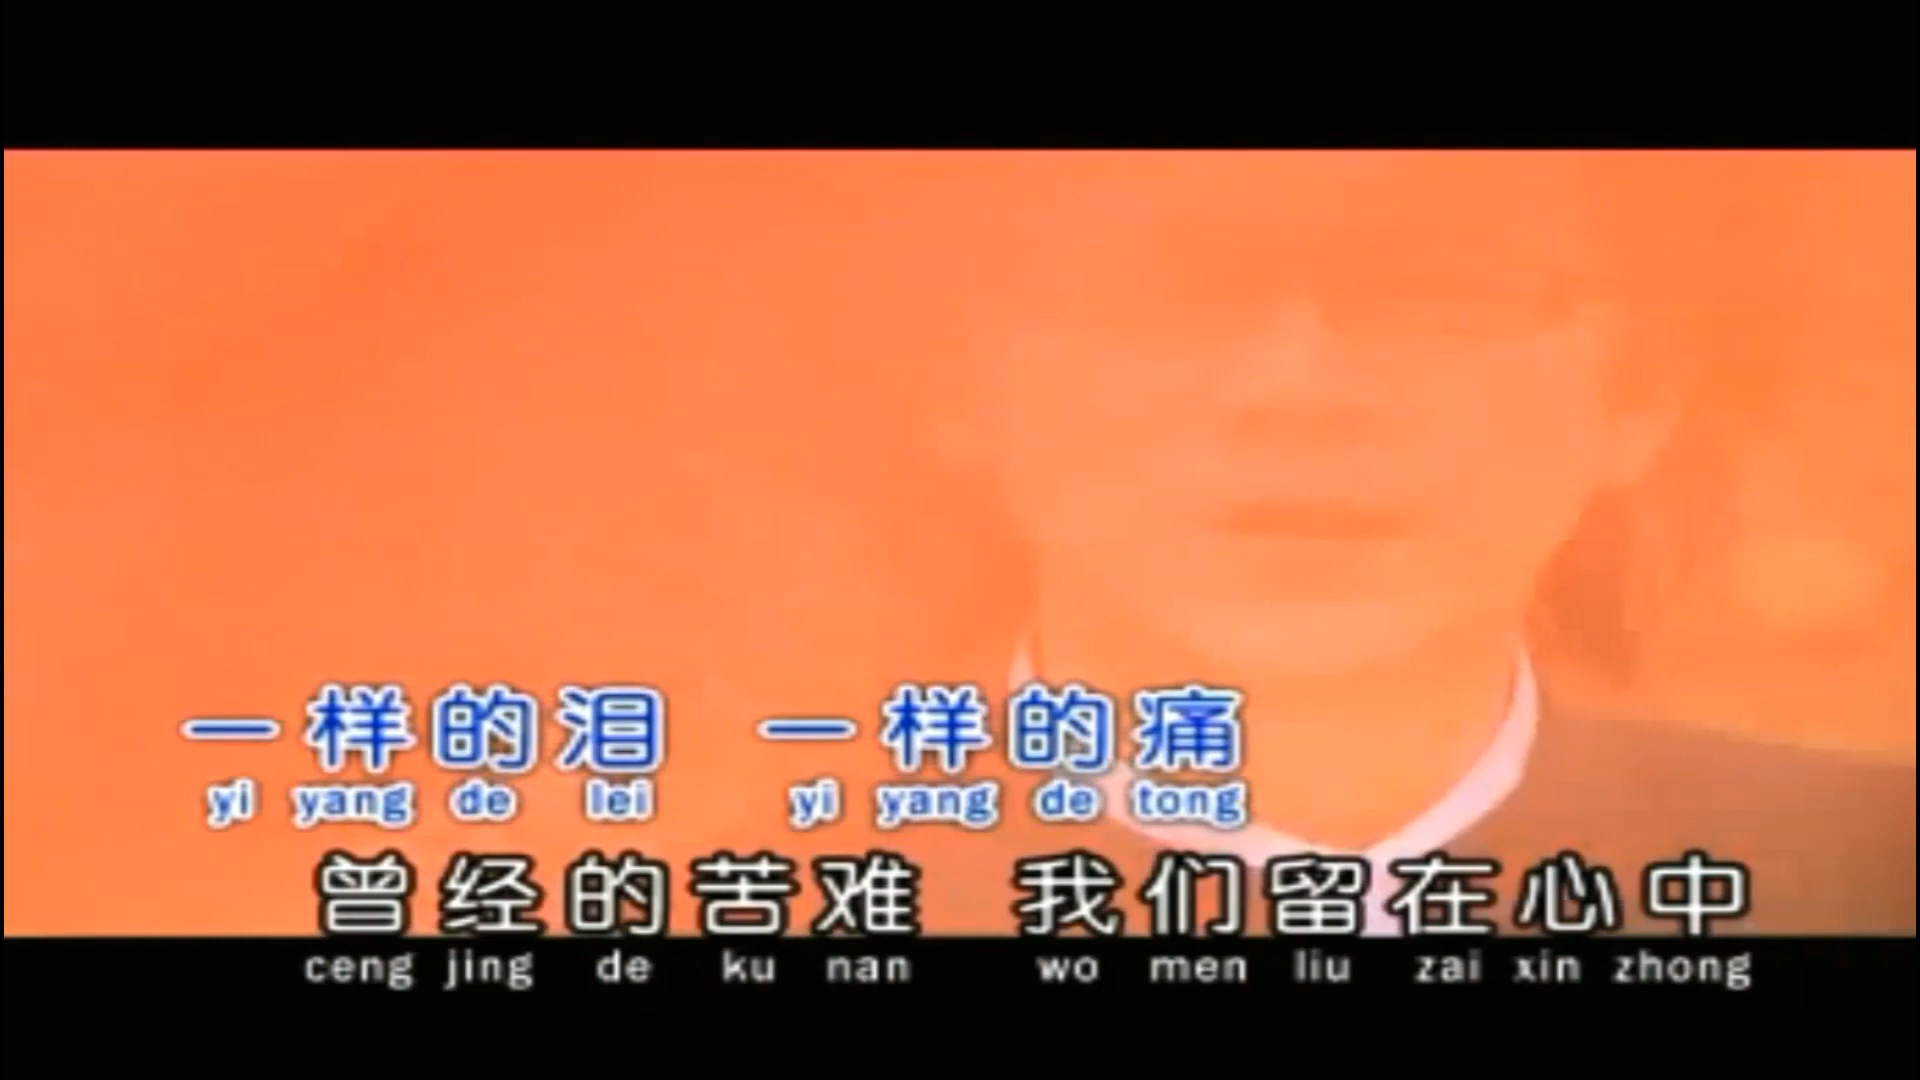 一样的泪 一样的痛
yi yang de lei yi yang de tong
曾经的苦难 我们留在心中
ceng jing de ku nan wo men liu zai xin zhong